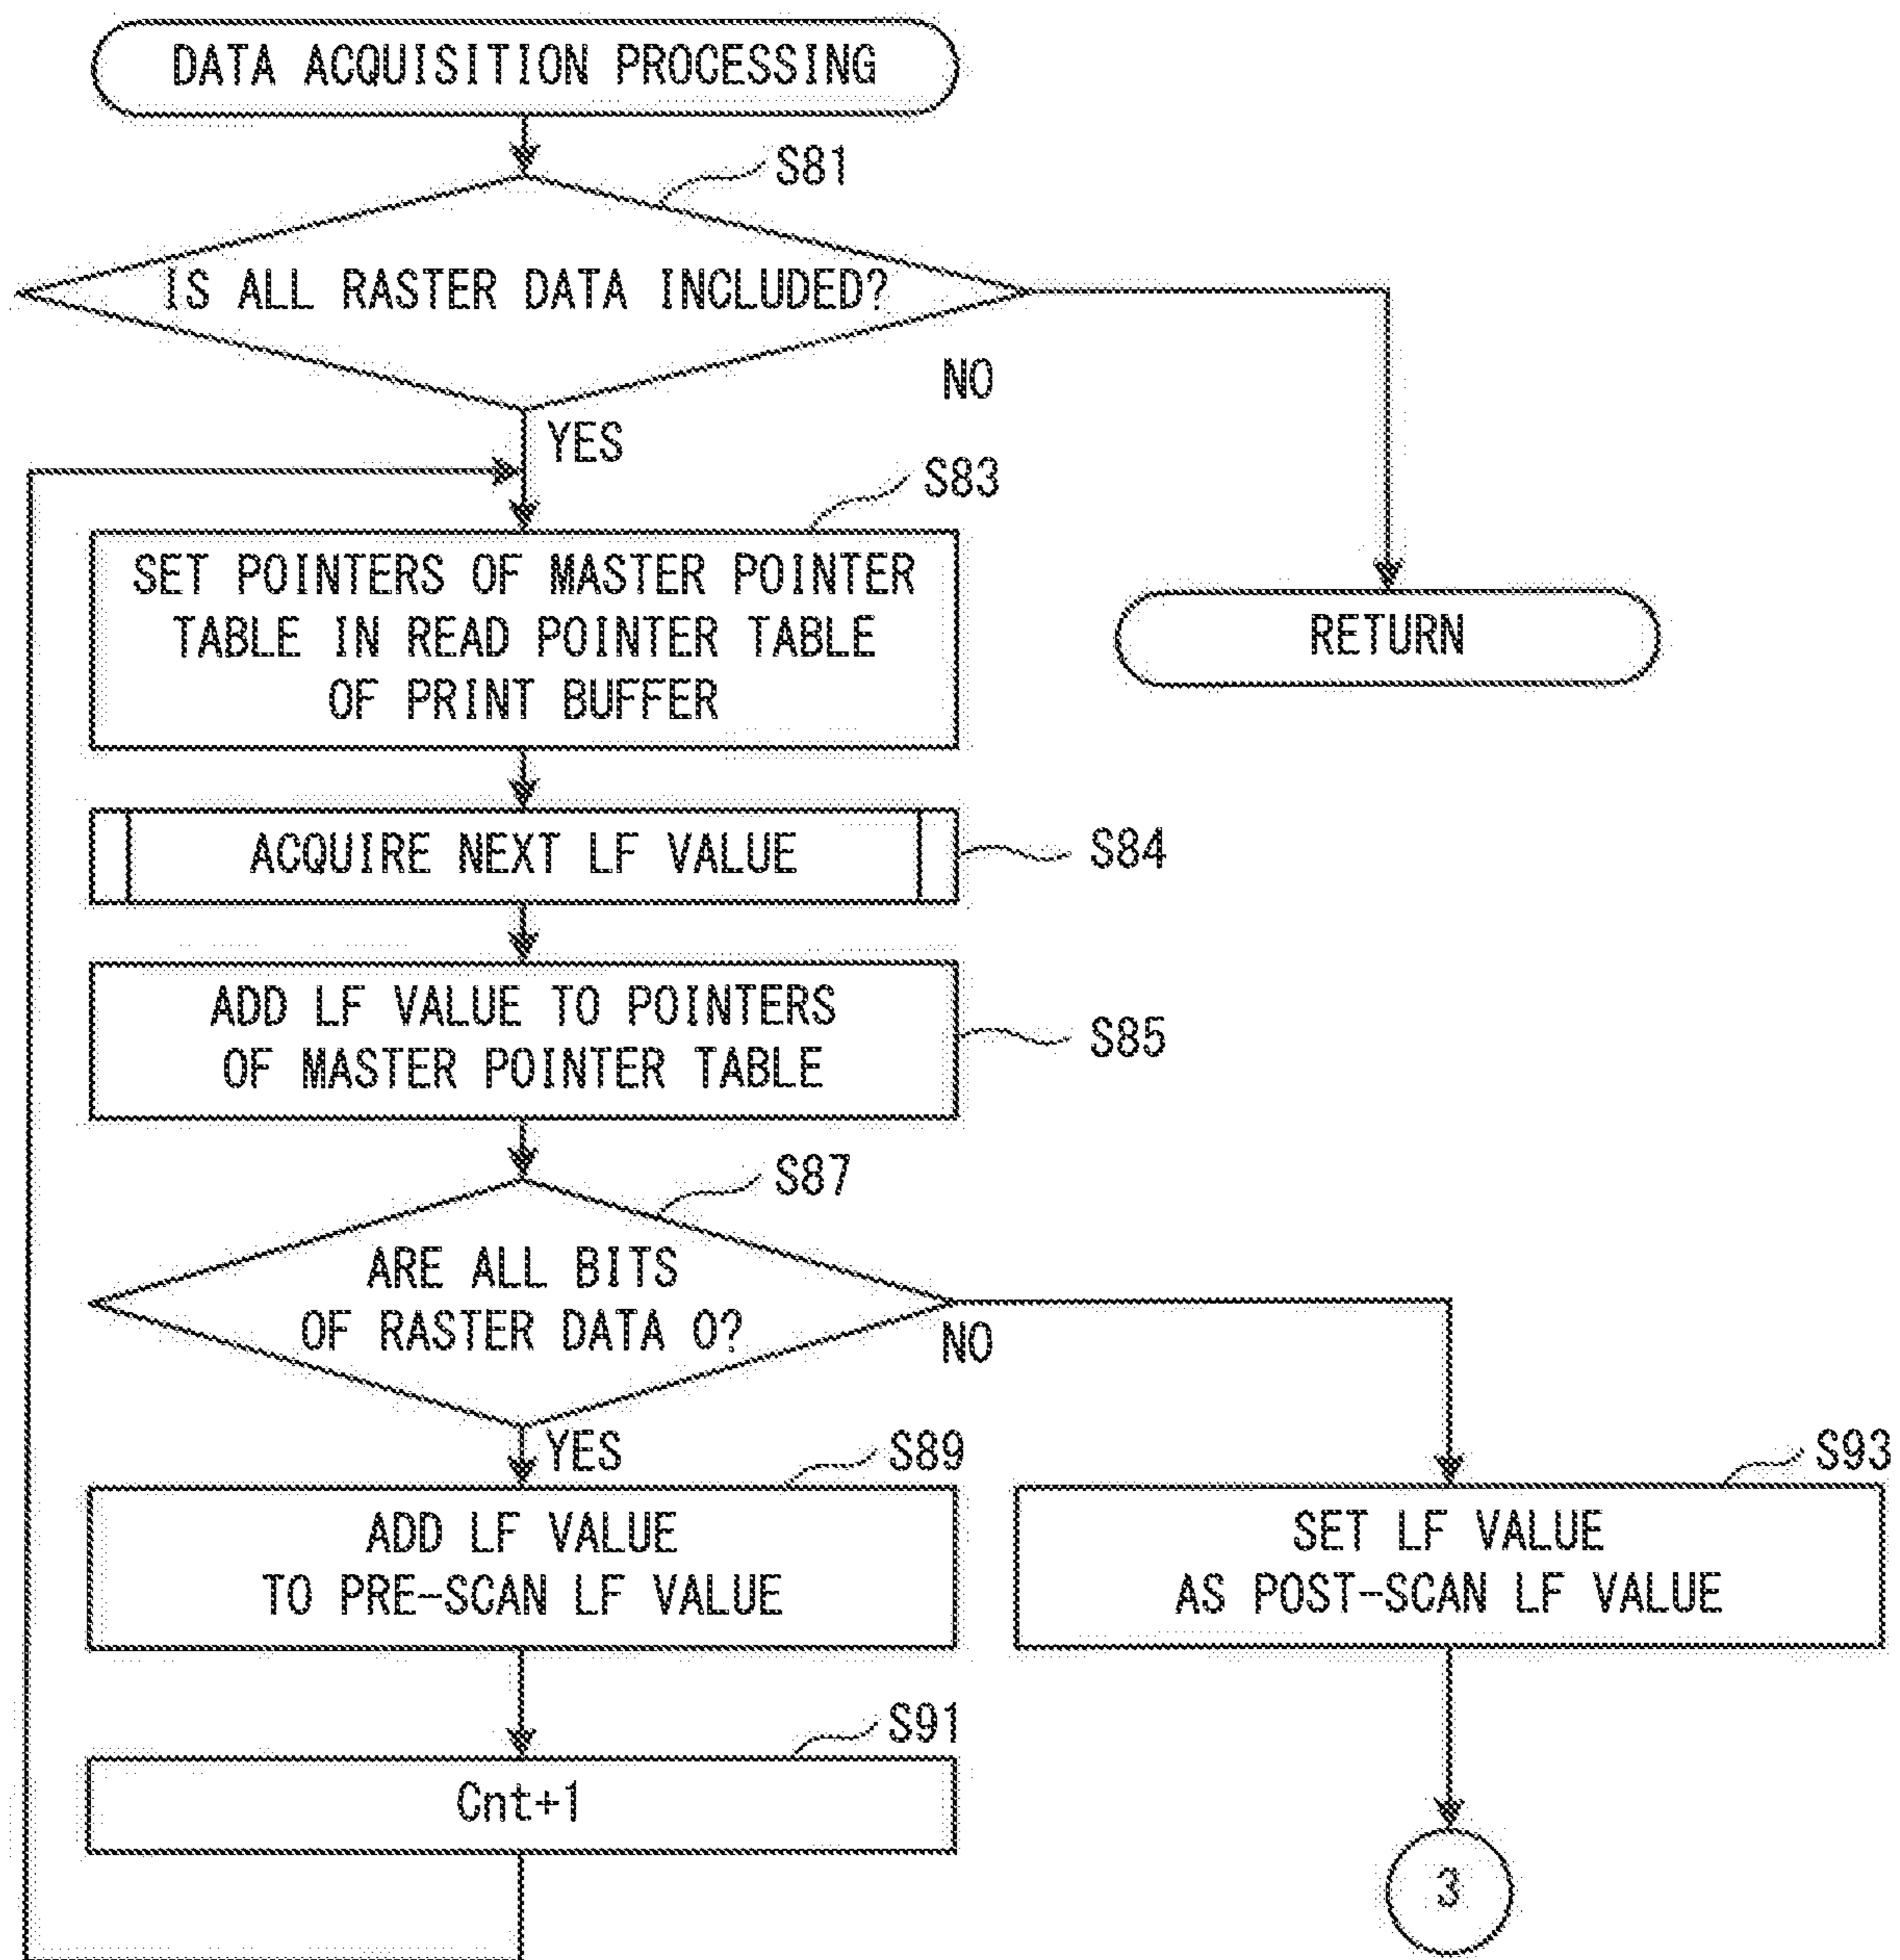 DATA ACQUISITION PROCESSING
S81
IS ALL RASTER DATA INCLUDED?
NO
YES
S83
SET POINTERS OF MASTER POINTER
TABLE IN READ POINTER TABLE
OF PRINT BUFFER
RETURN
ACQUIRE NEXT LF VALUE
S84
ADD LF VALUE TO POINTERS
OF MASTER POINTER TABLE
S85
S87
ARE ALL BITS
OF RASTER DATA 0?
NO
YES
S89
S93
ADD LF VALUE
TO PRE-SCAN LF VALUE
SET LF VALUE
AS POST-SCAN LF VALUE
S91
Cnt+1
3